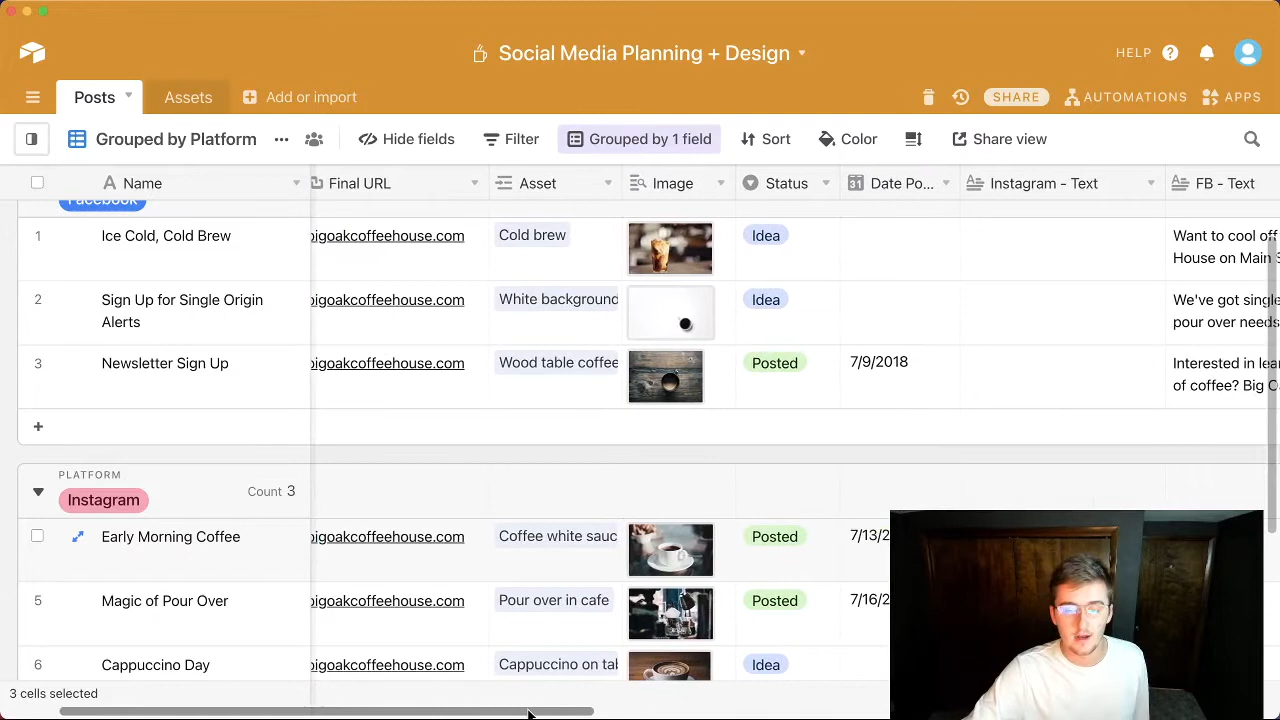 Social Media Planning + Design
HELP
Posts
Assets
Add or import
SHARE
AUTOMATIONS
APPS
Grouped by Platform
Hide fields
Filter
Grouped by 1 field
Sort
Color
Share view
Name
Final URL
Asset
Image
Status
Date Po...
Instagram - Text
FB - Text
Facebook
1
Ice Cold, Cold Brew
bigoakcoffeehouse.com
Cold brew
Idea
Want to cool off
House on Main S
2
Sign Up for Single Origin
Alerts
bigoakcoffeehouse.com
White background
Idea
We've got single
pour over needs
3
Newsletter Sign Up
bigoakcoffeehouse.com
Wood table coffee
Posted
7/9/2018
Interested in lear
of coffee? Big O
PLATFORM
Instagram
Count 3
Early Morning Coffee
bigoakcoffeehouse.com
Coffee white sauc
Posted
7/13/2
5
Magic of Pour Over
bigoakcoffeehouse.com
Pour over in cafe
Posted
7/16/2
6
Cappuccino Day
bigoakcoffeehouse.com
Cappuccino on tab
Idea
3 cells selected